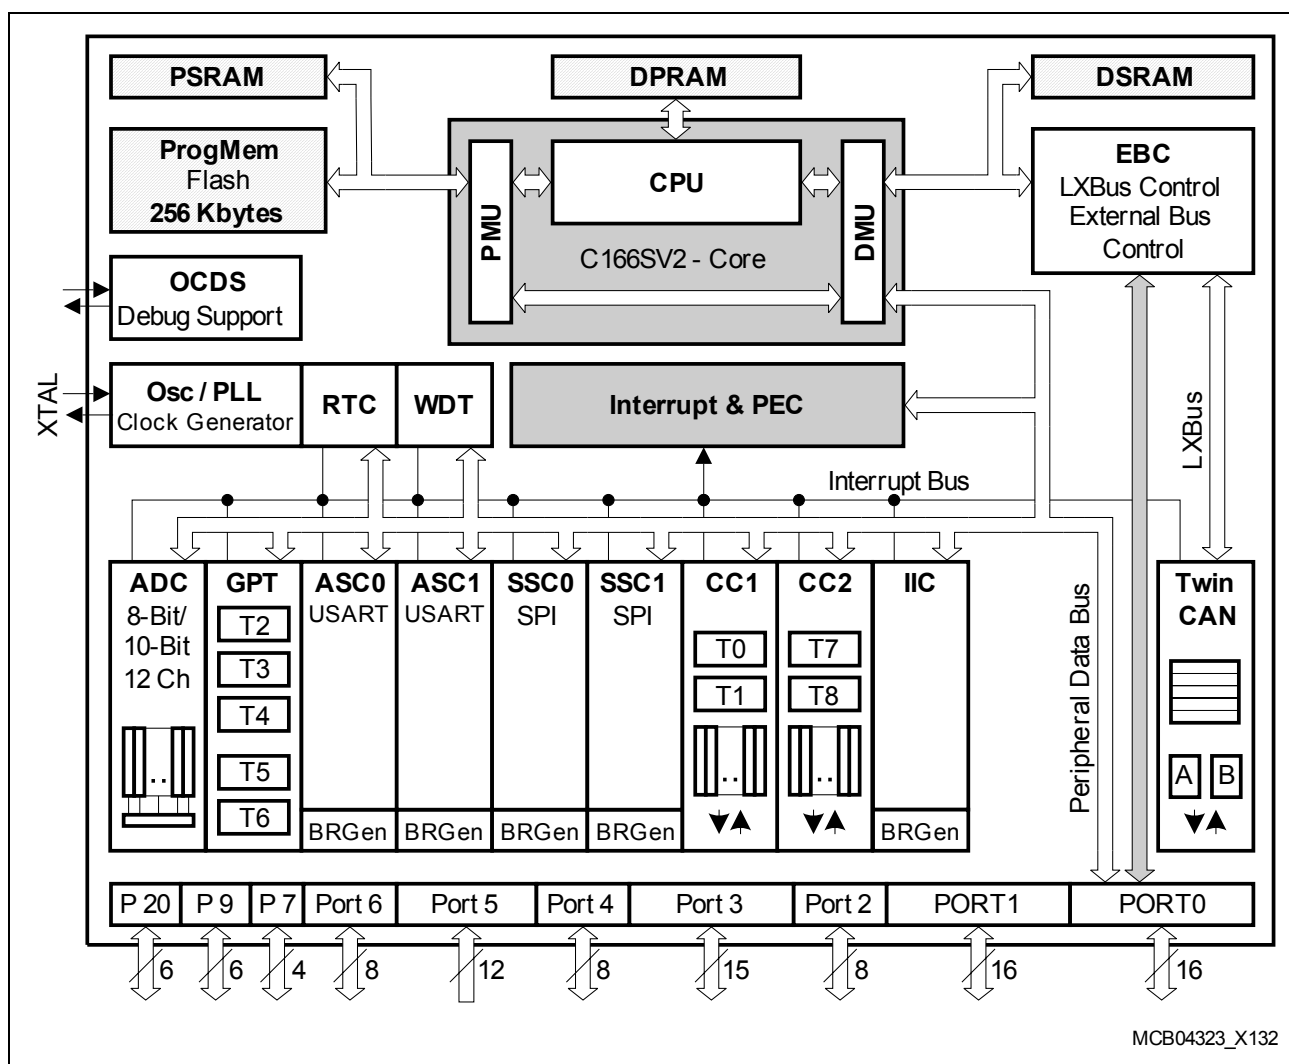 PSRAM
DPRAM
DSRAM
ProgMem
Flash
256 Kbytes
PMU
CPU
DMU
C166SV2 - Core
EBC
LXBus Control
External Bus
Control
OCDS
Debug Support
XTAL
Osc / PLL
Clock Generator
RTC
WDT
Interrupt & PEC
LXBus
Interrupt Bus
ADC
8-Bit/
10-Bit
12 Ch
..
GPT
T2
T3
T4
T5
T6
ASC0
USART
BRGen
ASC1
USART
BRGen
SSC0
SPI
BRGen
SSC1
SPI
BRGen
CC1
T0
T1
..
CC2
T7
T8
..
IIC
BRGen
Peripheral Data Bus
Twin
CAN
A B
P 20 P 9 P 7 Port 6 Port 5 Port 4 Port 3 Port 2 PORT1 PORT0
6 6 4 8 12 8 15 8 16 16
MCB04323_X132